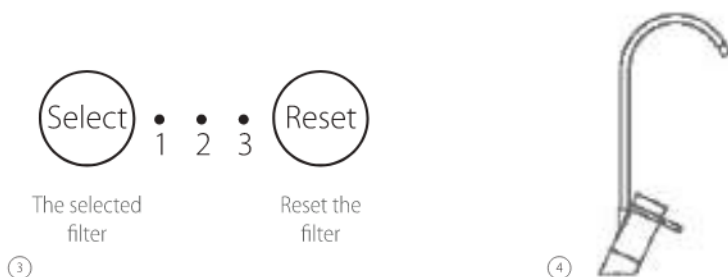 Select
Reset
1 2 3
The selected
filter
Reset the
filter
3
4